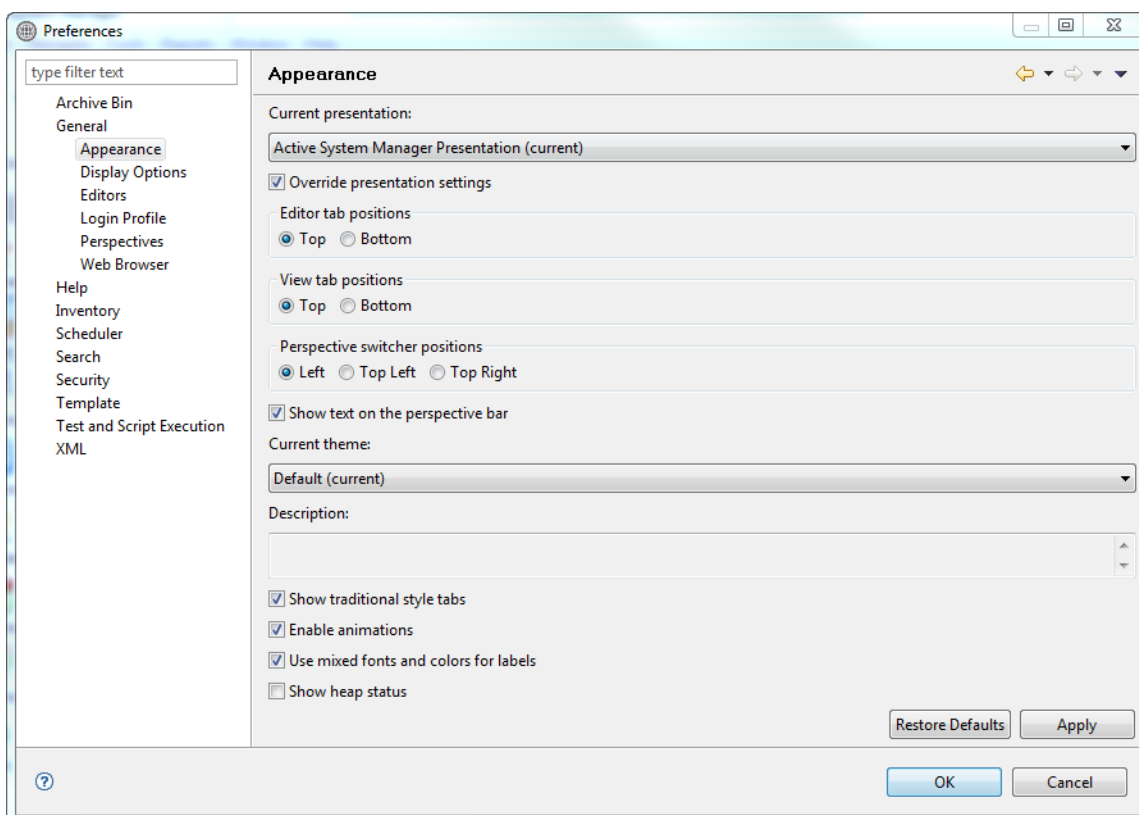 Preferences
type filter text
Archive Bin
General
Appearance
Display Options
Editors
Login Profile
Perspectives
Web Browser
Help
Inventory
Scheduler
Search
Security
Template
Test and Script Execution
XML
Appearance
Current presentation:
Active System Manager Presentation (current)
Override presentation settings
Editor tab positions
Top Bottom
View tab positions
Top Bottom
Perspective switcher positions
Left Top Left Top Right
Show text on the perspective bar
Current theme:
Default (current)
Description:
Show traditional style tabs
Enable animations
Use mixed fonts and colors for labels
Show heap status
Restore Defaults Apply
OK Cancel